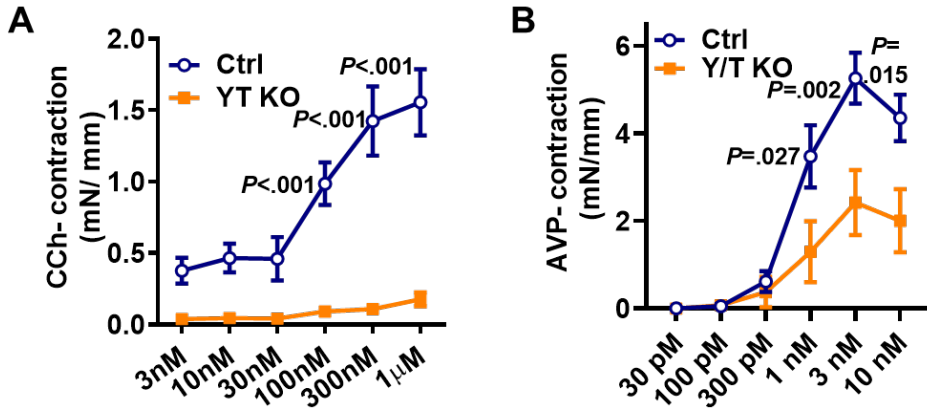 A
CCh- contraction
(mN/ mm)
2.0
1.5
1.0
0.5
0.0
Ctrl
YT KO
P<.001
P<.001
P<.001
3nM
10nM
30nM
100nM
300nM
1μM
B
AVP- contraction
(mN/mm)
6
4
2
0
Ctrl
Y/T KO
P=
.015
P=.002
P=.027
30 pM
100 pM
300 pM
1 nM
3 nM
10 nM